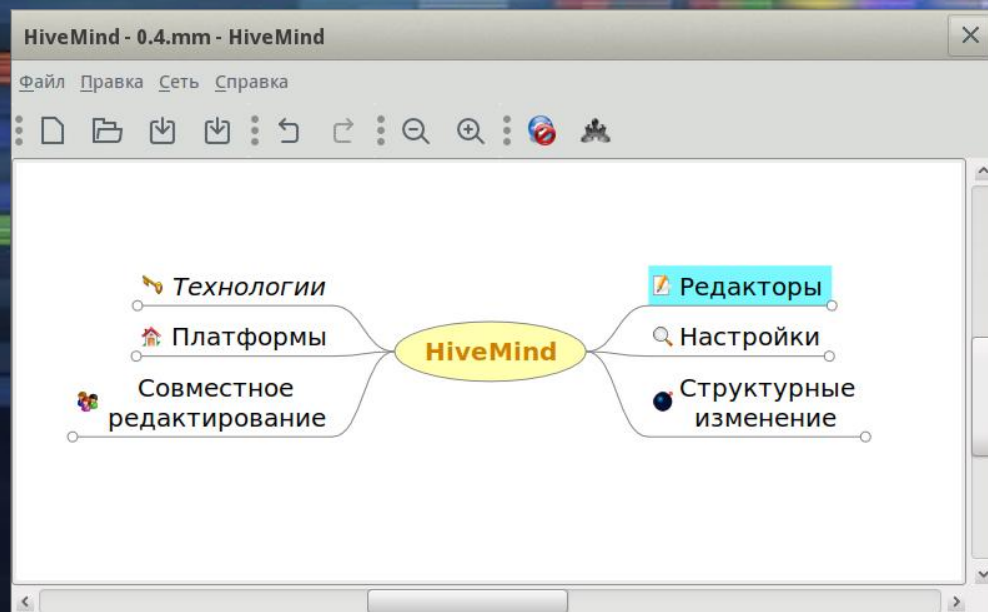 HiveMind - 0.4.mm - HiveMind
Файл Правка Сеть Справка
Технологии
Платформы
Совместное
редактирование
HiveMind
Редакторы
Настройки
Структурные
изменение